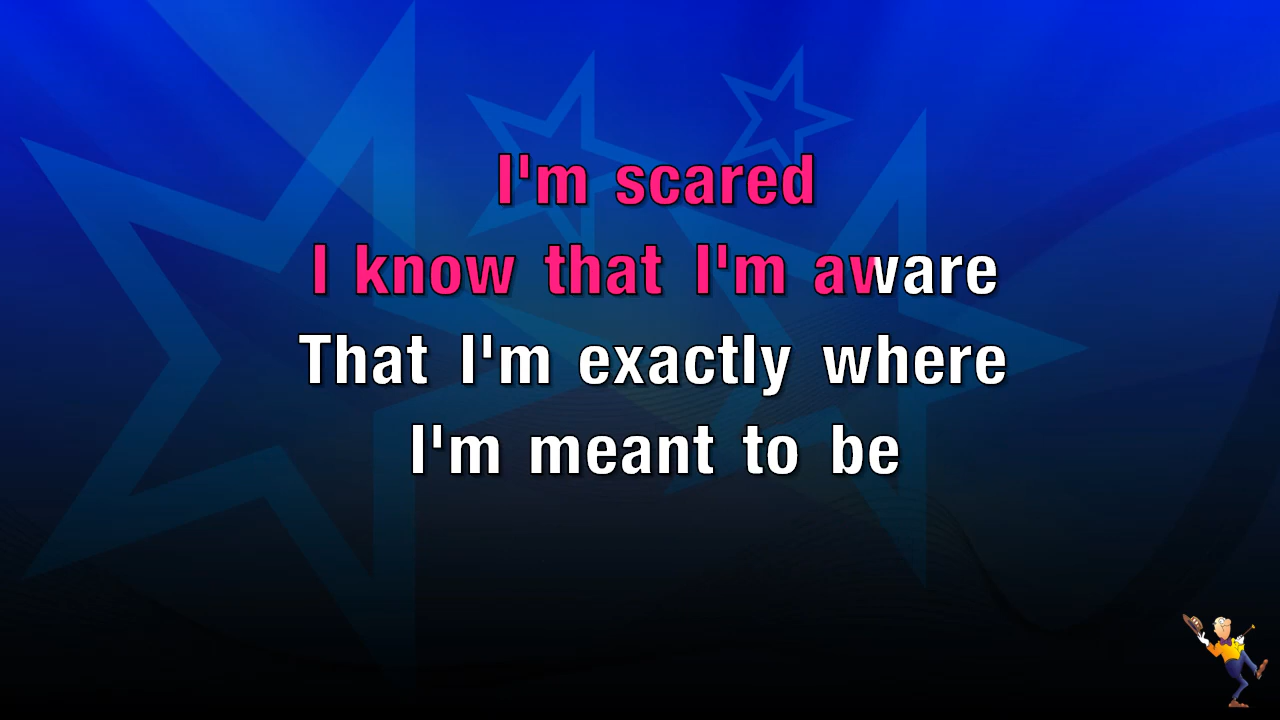 I'm scared
I know that I'm aware
That I'm exactly where
I'm meant to be